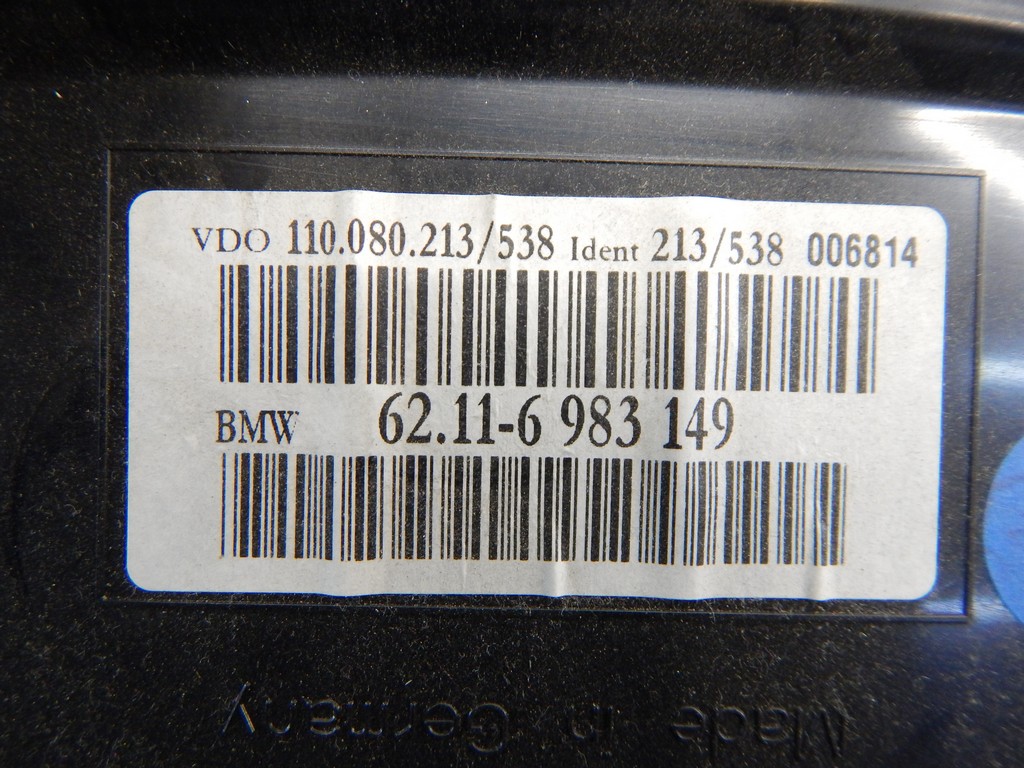 VDO 110.080.213/538 Ident 213/538 006814
BMW 62.11-6 983 149
Made in Germany